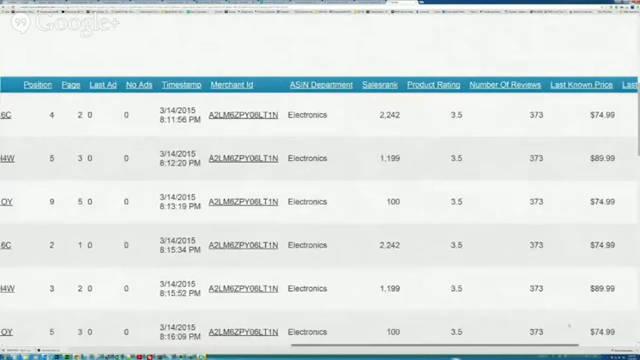 Google+
Position Page Last Ad No Ads Timestamp Merchant Id ASIN Department Salesrank Product Rating Number Of Reviews Last Known Price Last
6C 4 2 0 0 3/14/2015 8:11:56 PM A2LM6ZPY06LT1N Electronics 2,242 3.5 373 $74.99
I4W 5 3 0 0 3/14/2015 8:12:20 PM A2LM6ZPY06LT1N Electronics 1,199 3.5 373 $89.99
OY 9 5 0 0 3/14/2015 8:13:19 PM A2LM6ZPY06LT1N Electronics 100 3.5 373 $74.99
6C 2 1 0 0 3/14/2015 8:15:34 PM A2LM6ZPY06LT1N Electronics 2,242 3.5 373 $74.99
I4W 3 2 0 0 3/14/2015 8:15:52 PM A2LM6ZPY06LT1N Electronics 1,199 3.5 373 $89.99
OY 5 3 0 0 3/14/2015 8:16:09 PM A2LM6ZPY06LT1N Electronics 100 3.5 373 $74.99